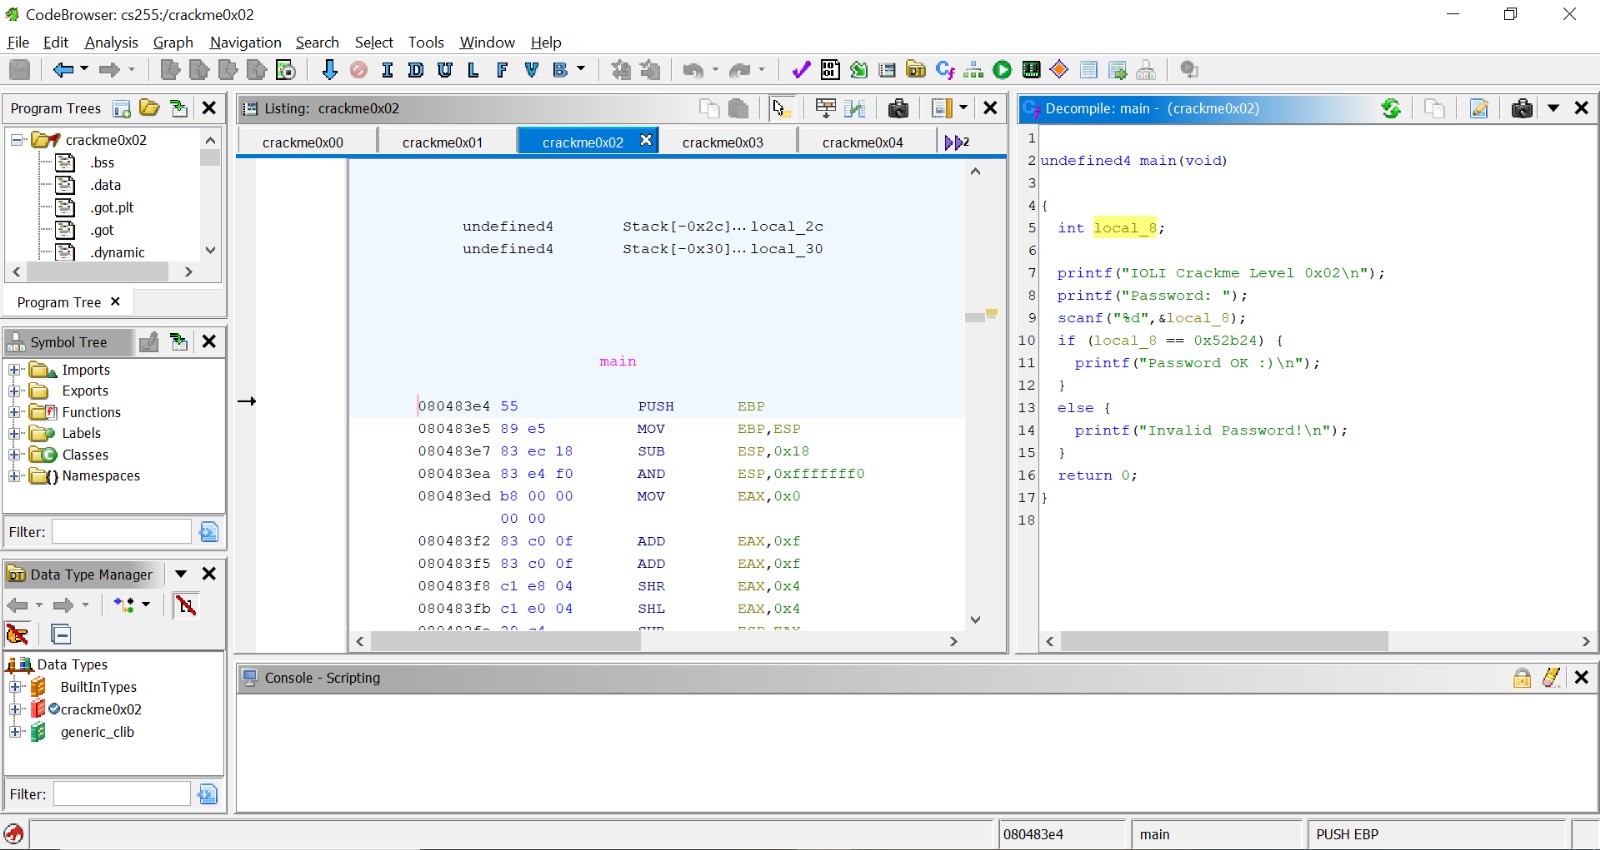 CodeBrowser: cs255:/crackme0x02
File Edit Analysis Graph Navigation Search Select Tools Window Help
I D U L F V B
Program Trees
crackme0x02
.bss
.data
.got.plt
.got
.dynamic
Program Tree
Symbol Tree
Imports
Exports
Functions
Labels
Classes
Namespaces
Filter:
Data Type Manager
Data Types
BuiltInTypes
crackme0x02
generic_clib
Filter:
Listing: crackme0x02
crackme0x00 crackme0x01 crackme0x02 crackme0x03 crackme0x04 2
undefined4 Stack[-0x2c]... local_2c
undefined4 Stack[-0x30]... local_30
main
080483e4 55 PUSH EBP
080483e5 89 e5 MOV EBP,ESP
080483e7 83 ec 18 SUB ESP,0x18
080483ea 83 e4 f0 AND ESP,0xfffffff0
080483ed b8 00 00 MOV EAX,0x0
00 00
080483f2 83 c0 0f ADD EAX,0xf
080483f5 83 c0 0f ADD EAX,0xf
080483f8 c1 e8 04 SHR EAX,0x4
080483fb c1 e0 04 SHL EAX,0x4
Decompile: main - (crackme0x02)
1
2 undefined4 main(void)
3
4 {
5 int local_8;
6
7 printf("IOLI Crackme Level 0x02\n");
8 printf("Password: ");
9 scanf("%d",&local_8);
10 if (local_8 == 0x52b24) {
11 printf("Password OK :)\n");
12 }
13 else {
14 printf("Invalid Password!\n");
15 }
16 return 0;
17 }
18
Console - Scripting
080483e4 main PUSH EBP